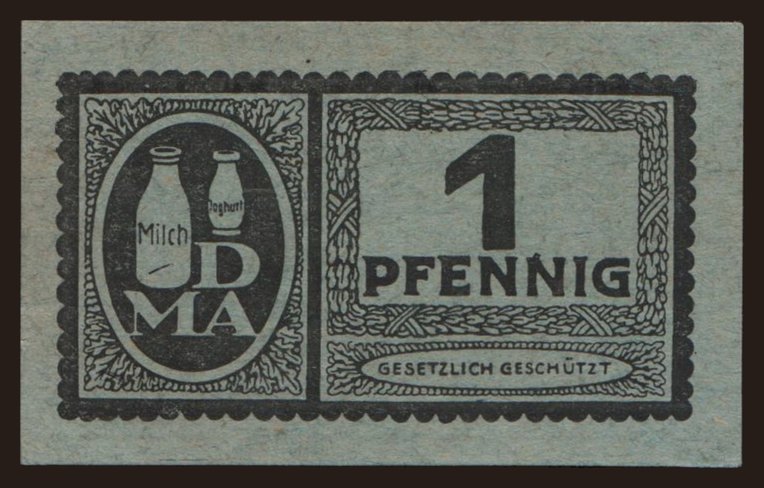 Milch
Joghurt
D
MA
1
PFENNIG
GESETZLICH GESCHÜTZT